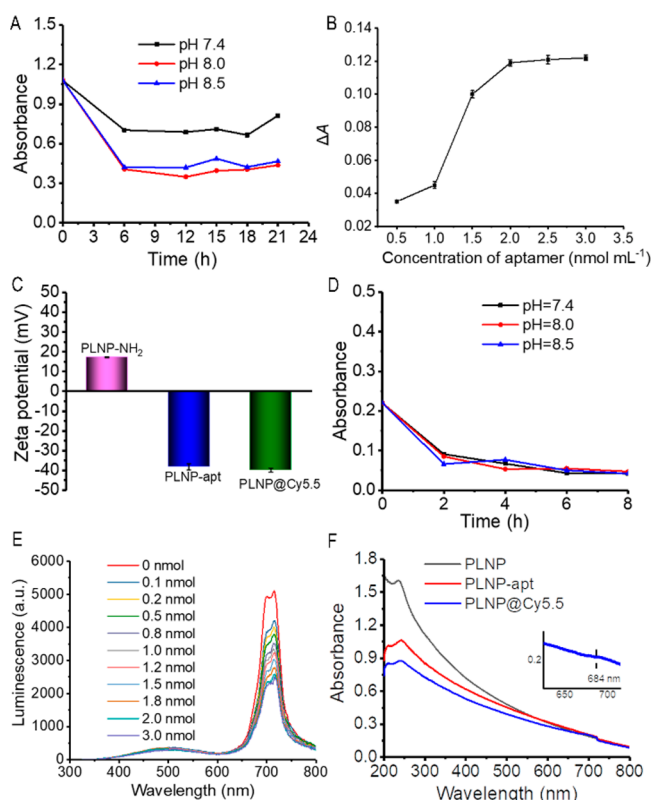 A
pH 7.4
pH 8.0
pH 8.5
1.5
1.2
0.9
0.6
0.3
0.0
0 3 6 9 12 15 18 21 24
Absorbance
Time (h)
B
0.14
0.12
0.10
0.08
0.06
0.04
0.02
0.5 1.0 1.5 2.0 2.5 3.0 3.5
ΔA
Concentration of aptamer (nmol mL⁻¹)
C
50
40
30
20
10
0
-10
-20
-30
-40
-50
Zeta potential (mV)
PLNP-NH₂
PLNP-apt
PLNP@Cy5.5
D
pH=7.4
pH=8.0
pH=8.5
0.5
0.4
0.3
0.2
0.1
0.0
0 2 4 6 8
Absorbance
Time (h)
E
6000
5000
4000
3000
2000
1000
0
0 nmol
0.1 nmol
0.2 nmol
0.5 nmol
0.8 nmol
1.0 nmol
1.2 nmol
1.5 nmol
1.8 nmol
2.0 nmol
3.0 nmol
300 400 500 600 700 800
Luminescence (a.u.)
Wavelength (nm)
F
PLNP
PLNP-apt
PLNP@Cy5.5
1.8
1.5
1.2
0.9
0.6
0.3
0.0
0.2
684 nm
650 700
200 300 400 500 600 700 800
Absorbance
Wavelength (nm)